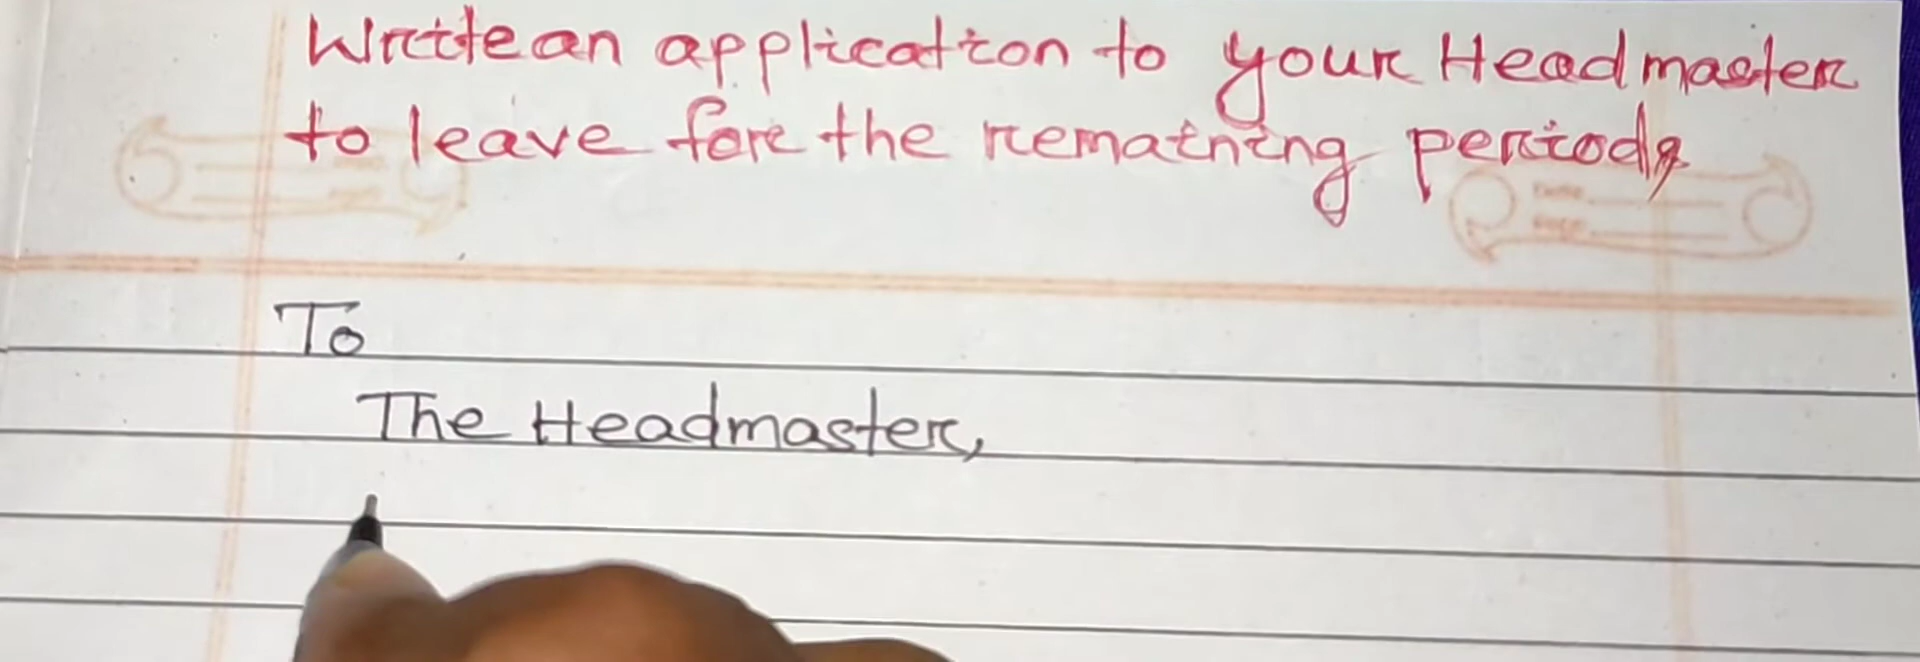 Write an application to your Headmaster
to leave for the remaining periods
To
The Headmaster,